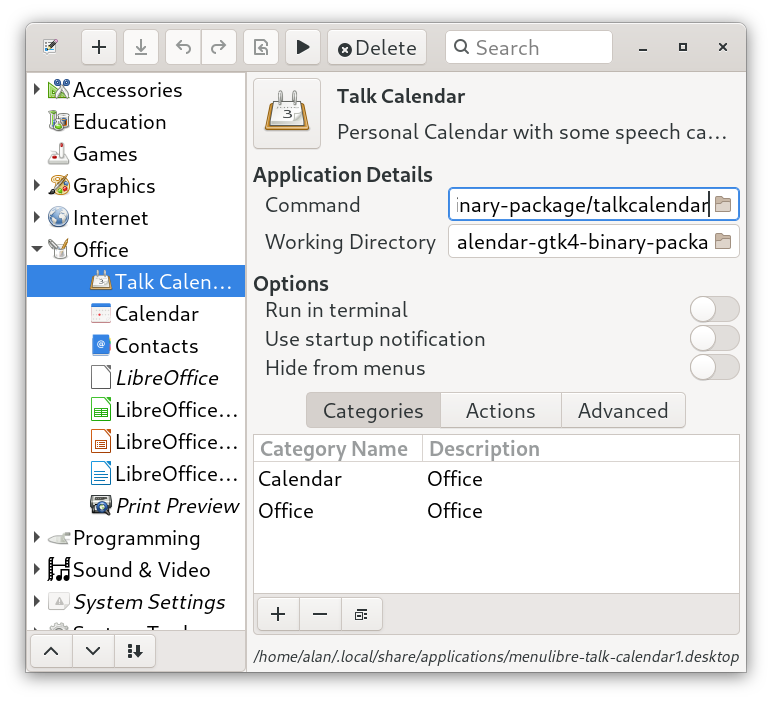 Delete
Search
Accessories
Education
Games
Graphics
Internet
Office
Talk Calen...
Calendar
Contacts
LibreOffice
LibreOffice...
LibreOffice...
LibreOffice...
Print Preview
Programming
Sound & Video
System Settings
Talk Calendar
Personal Calendar with some speech ca...
Application Details
Command
inary-package/talkcalendar
Working Directory
alendar-gtk4-binary-packa
Options
Run in terminal
Use startup notification
Hide from menus
Categories Actions Advanced
Category Name Description
Calendar Office
Office Office
/home/alan/.local/share/applications/menulibre-talk-calendar1.desktop